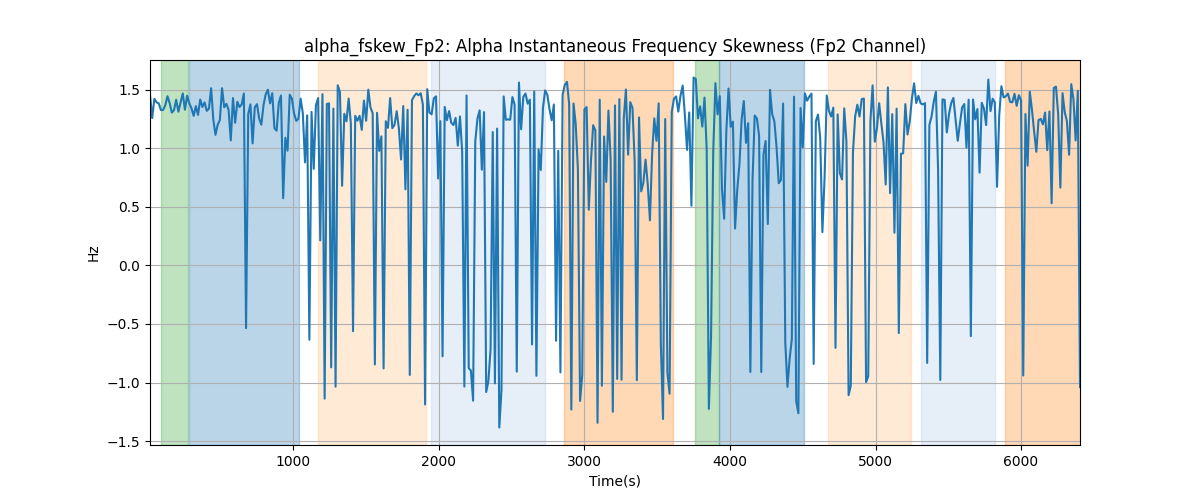 alpha_fskew_Fp2: Alpha Instantaneous Frequency Skewness (Fp2 Channel)
1.5
1.0
0.5
0.0
−0.5
−1.0
−1.5
Hz
1000 2000 3000 4000 5000 6000
Time(s)